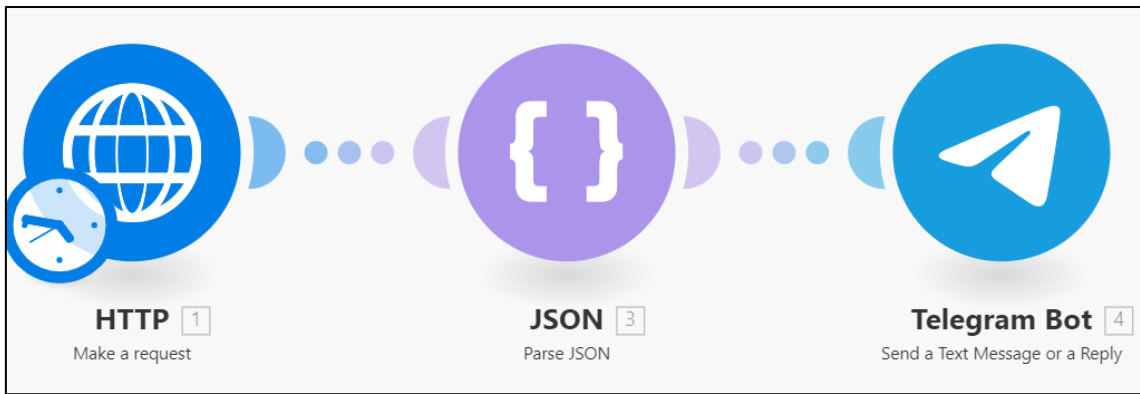 HTTP 1
Make a request
JSON 3
Parse JSON
Telegram Bot 4
Send a Text Message or a Reply